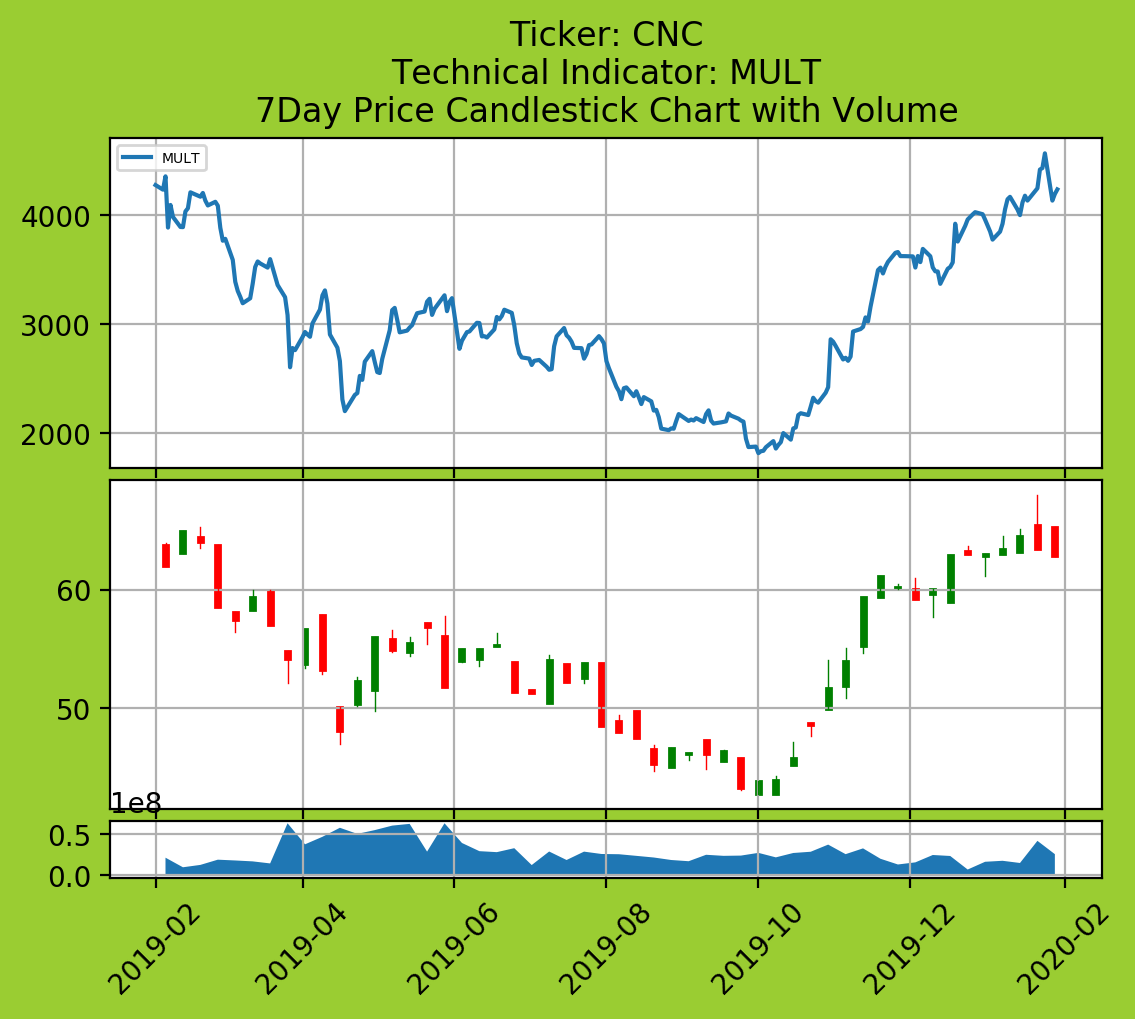 Ticker: CNC
Technical Indicator: MULT
7Day Price Candlestick Chart with Volume
MULT
4000
3000
2000
60
50
1e8
0.5
0.0
2019-02
2019-04
2019-06
2019-08
2019-10
2019-12
2020-02